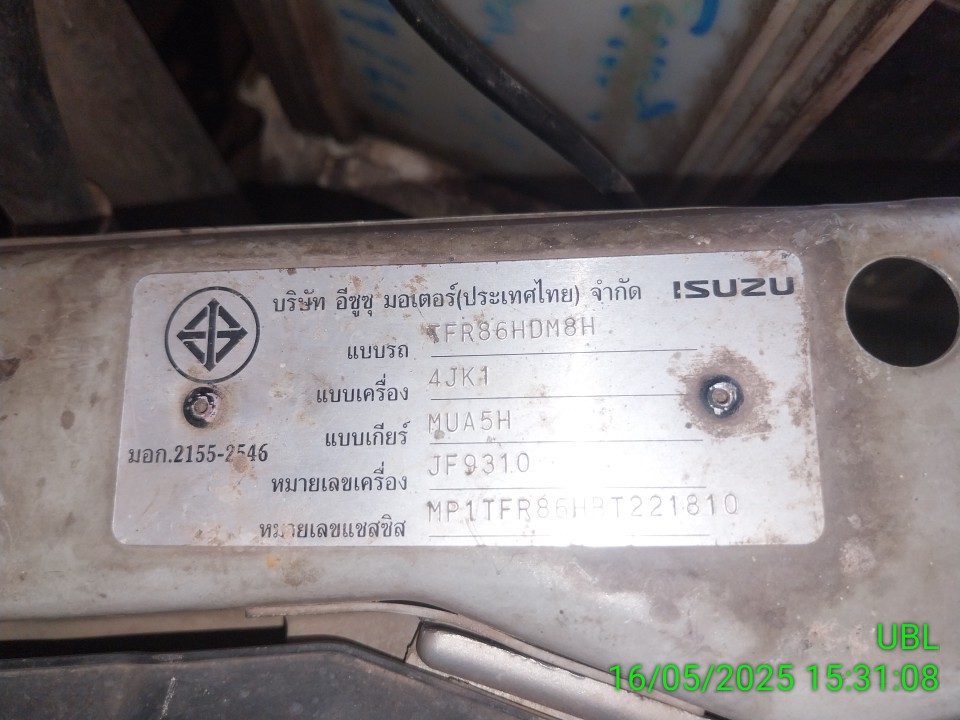 บริษัท อีซูซุ มอเตอร์(ประเทศไทย) จำกัด ISUZU
แบบรถ TFR86HDM8H
แบบเครื่อง 4JK1
แบบเกียร์ MUA5H
มอก.2155-2546
หมายเลขเครื่อง JF9310
หมายเลขแชสซิส MP1TFR86HBT221810
UBL
16/05/2025 15:31:08